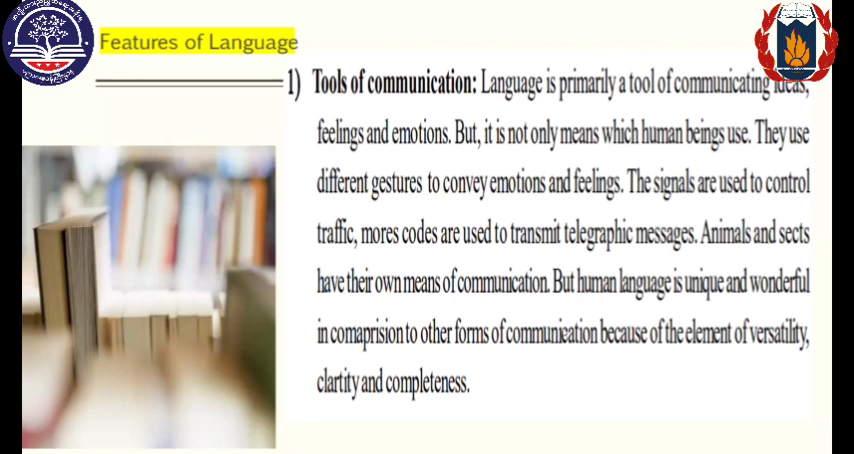 Features of Language
1) Tools of communication: Language is primarily a tool of communicating ideas,
feelings and emotions. But, it is not only means which human beings use. They use
different gestures to convey emotions and feelings. The signals are used to control
traffic, mores codes are used to transmit telegraphic messages. Animals and sects
have their own means of communication. But human language is unique and wonderful
in comaprision to other forms of communication because of the element of versatility,
clartity and completeness.